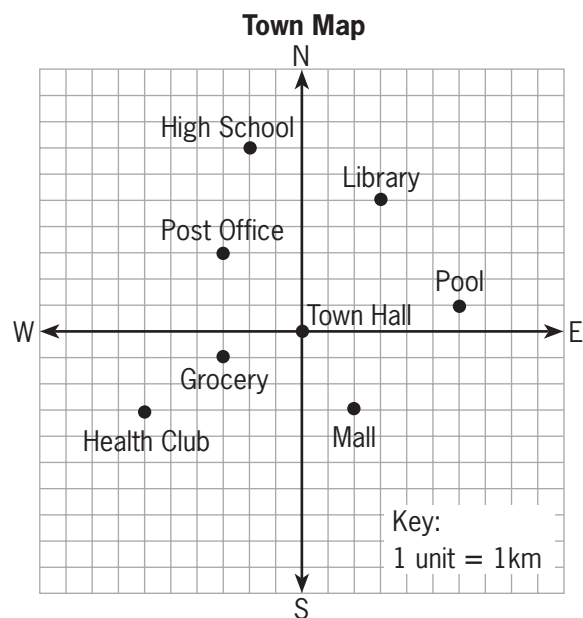 Town Map
N
High School
Library
Post Office
Pool
Town Hall
W
E
Grocery
Mall
Health Club
Key:
1 unit = 1km
S